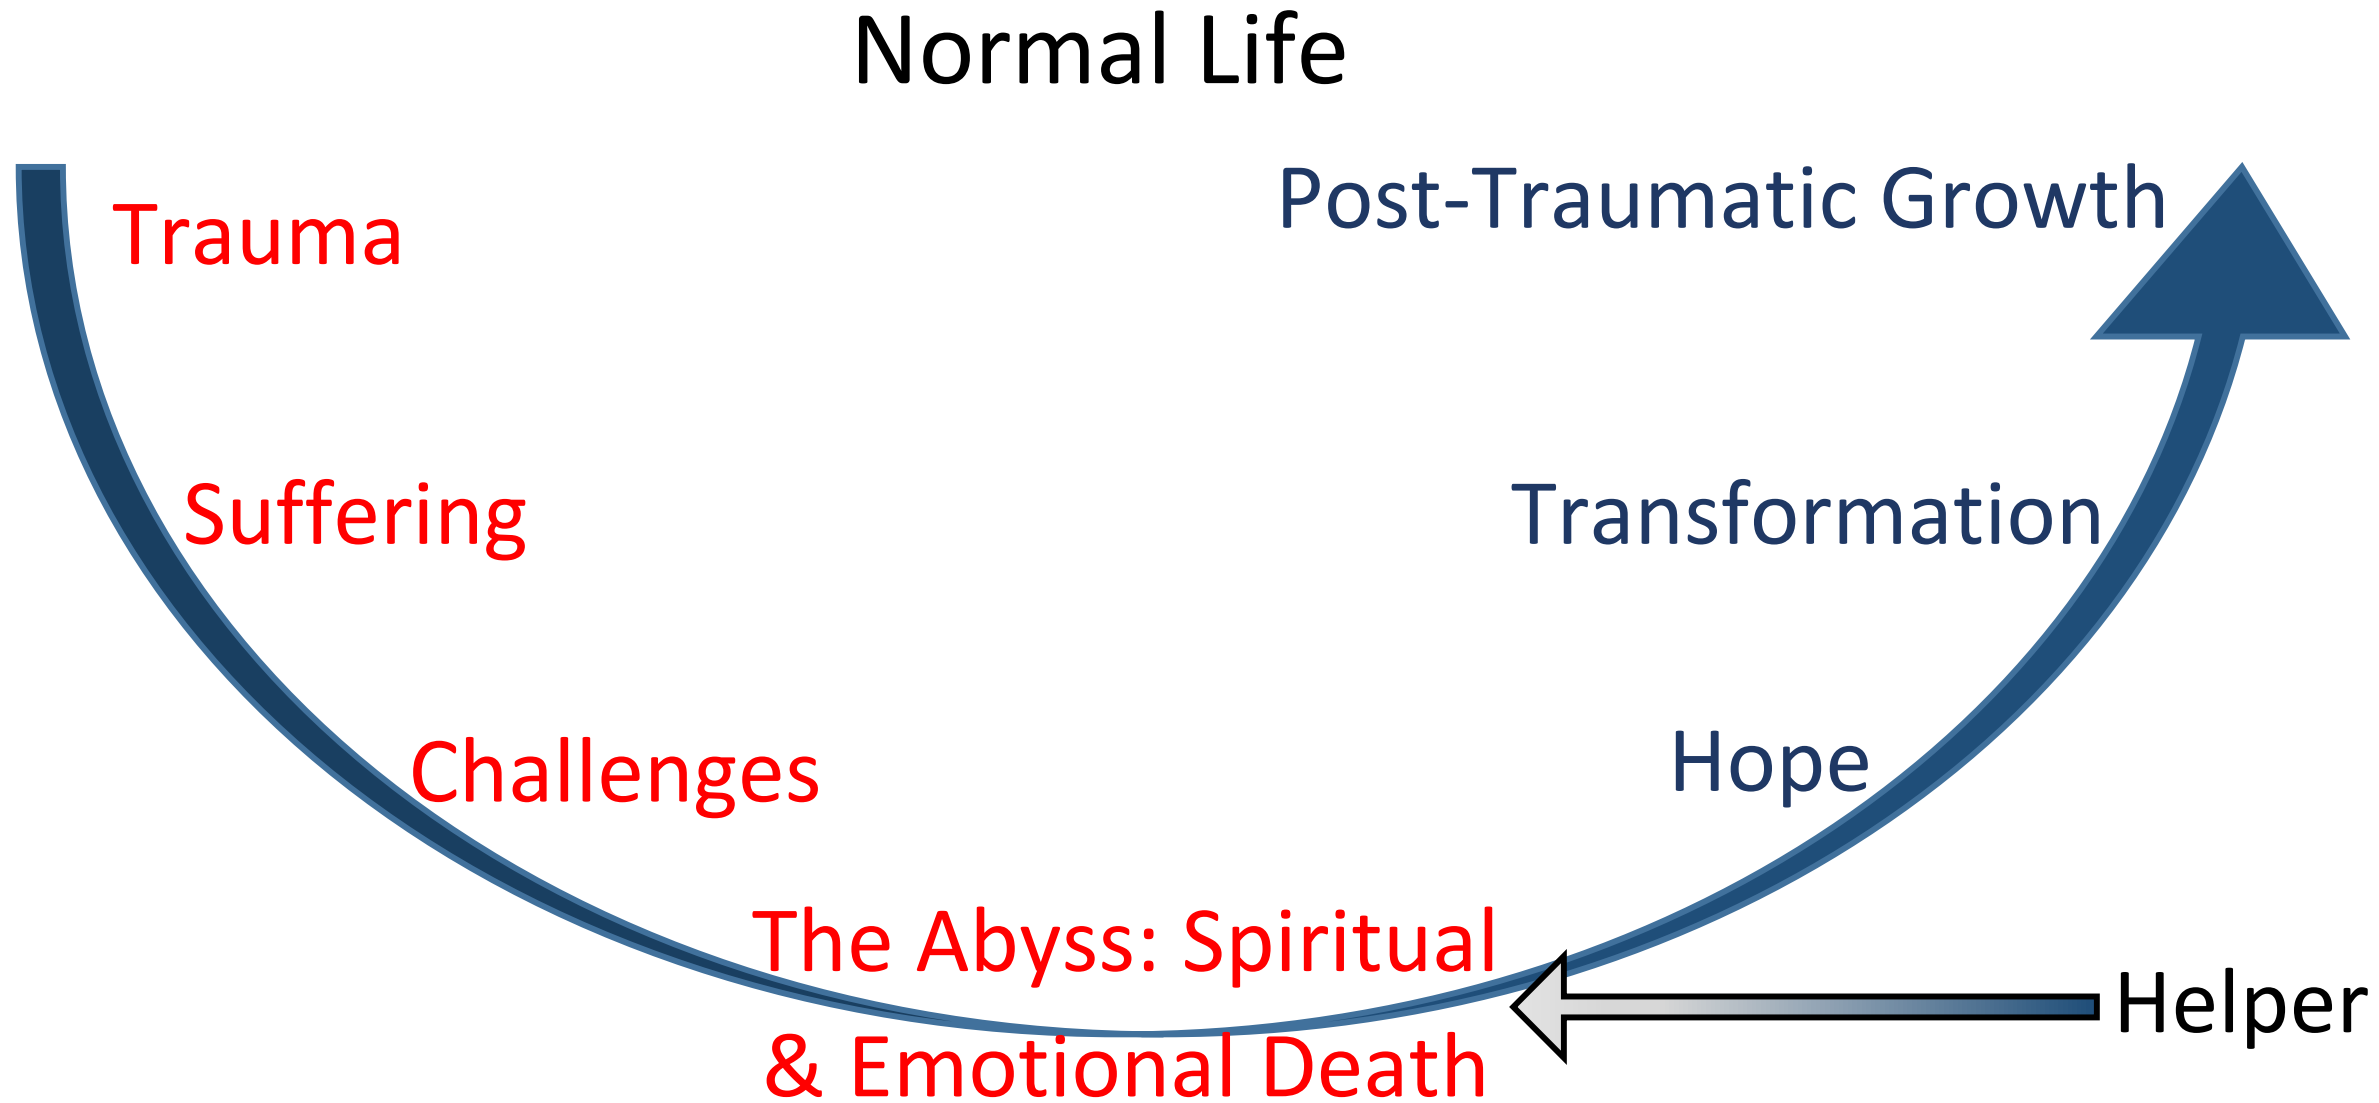 Normal Life
Trauma
Post-Traumatic Growth
Suffering
Transformation
Challenges
Hope
The Abyss: Spiritual
& Emotional Death
Helper